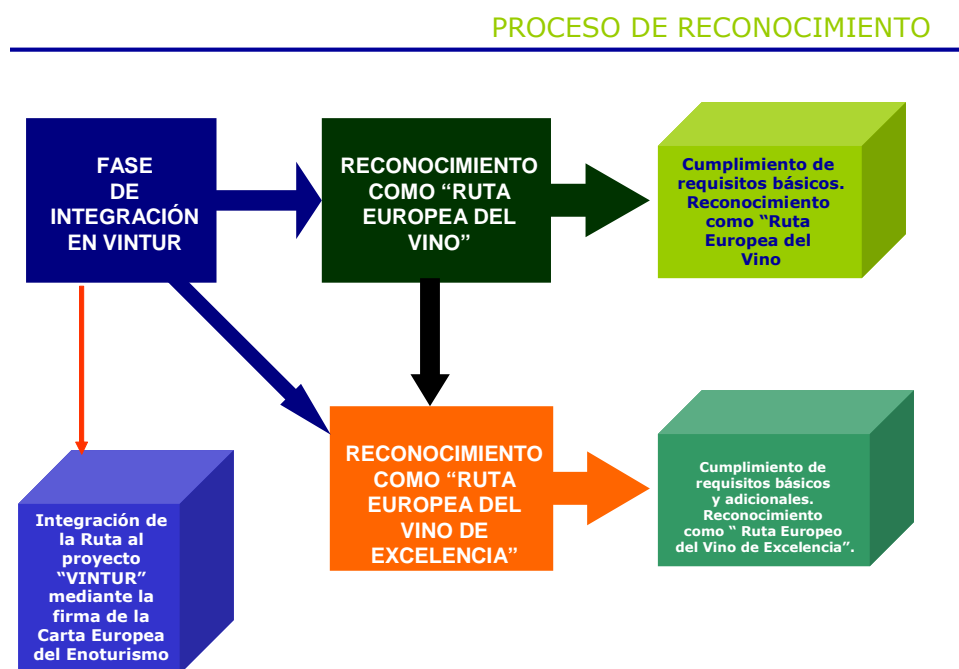 PROCESO DE RECONOCIMIENTO
FASE
DE
INTEGRACIÓN
EN VINTUR
RECONOCIMIENTO
COMO “RUTA
EUROPEA DEL
VINO”
Cumplimiento de
requisitos básicos.
Reconocimiento
como “Ruta
Europea del
Vino
RECONOCIMIENTO
COMO “RUTA
EUROPEA DEL
VINO DE
EXCELENCIA”
Cumplimiento de
requisitos básicos
y adicionales.
Reconocimiento
como “ Ruta Europeo
del Vino de Excelencia”.
Integración de
la Ruta al
proyecto
“VINTUR”
mediante la
firma de la
Carta Europea
del Enoturismo